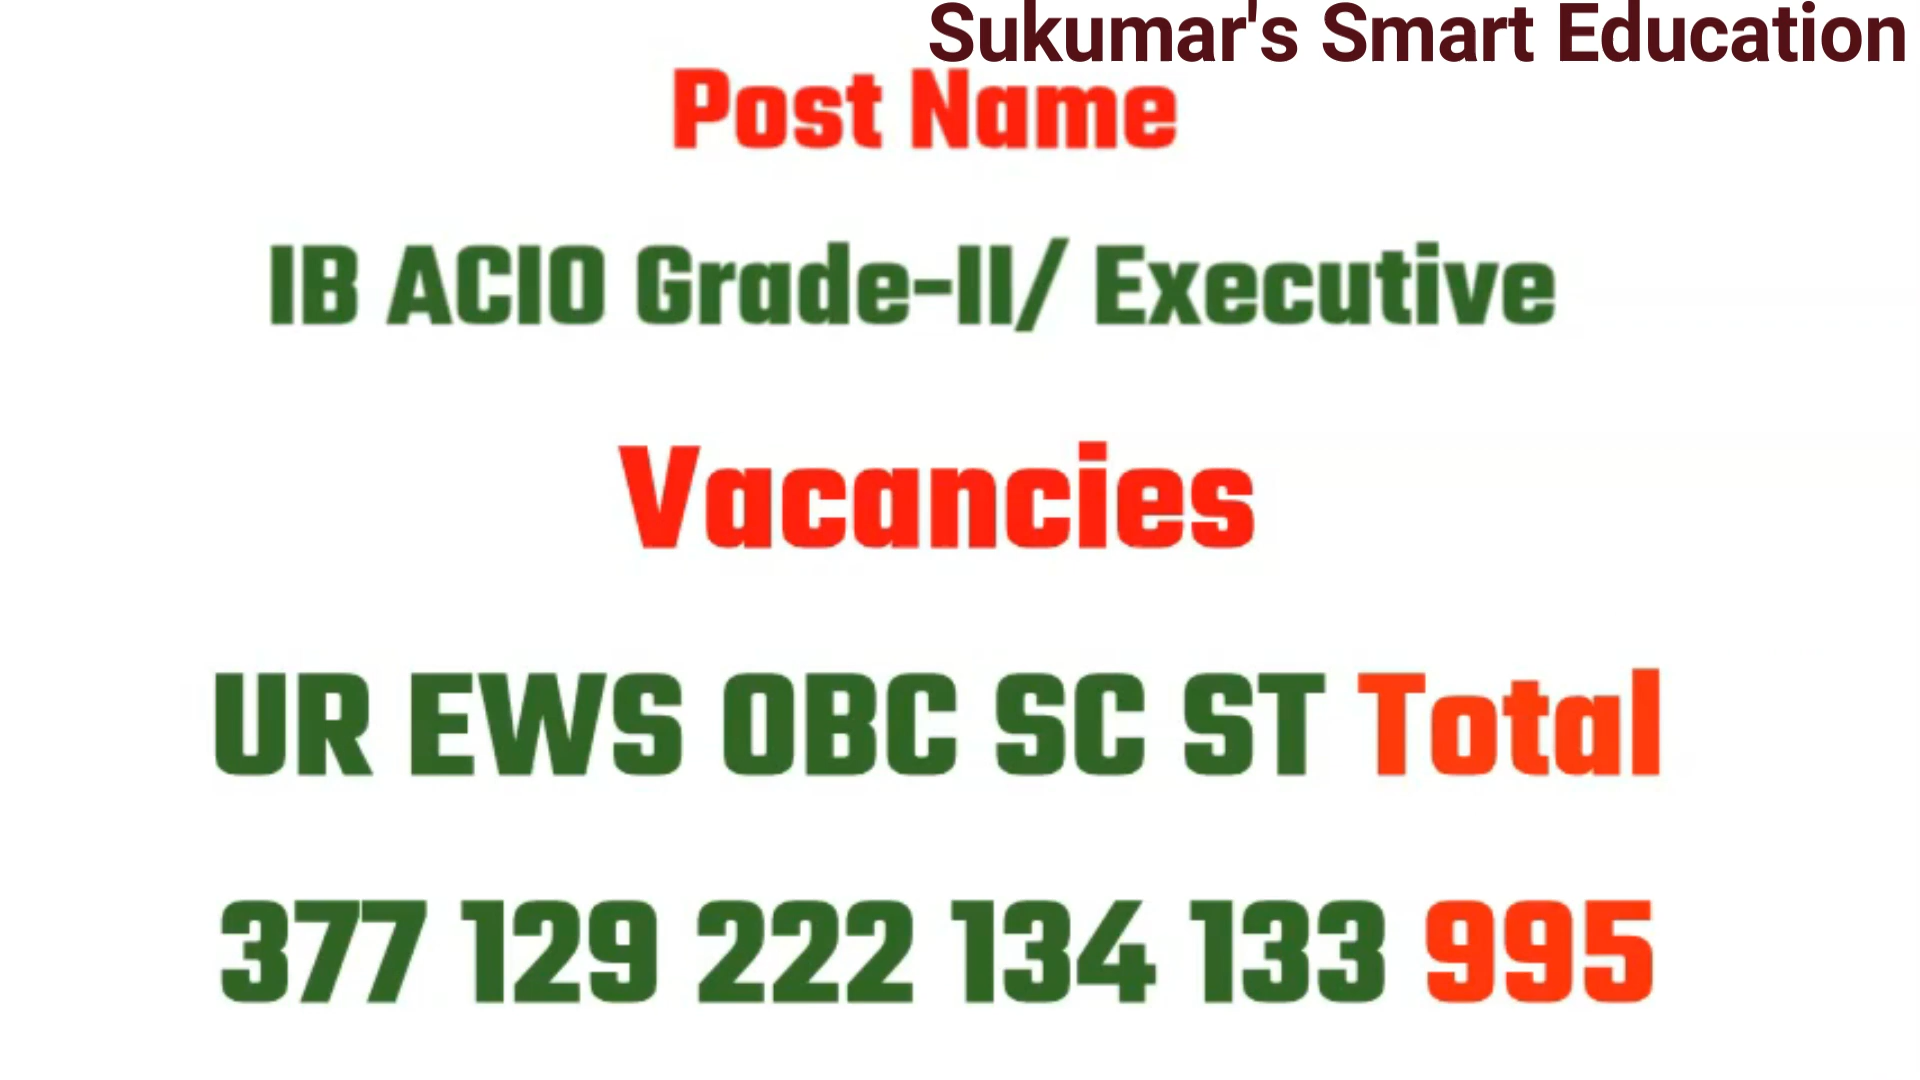 Sukumar's Smart Education
Post Name
IB ACIO Grade-II/ Executive
Vacancies
UR EWS OBC SC ST Total
377 129 222 134 133 995